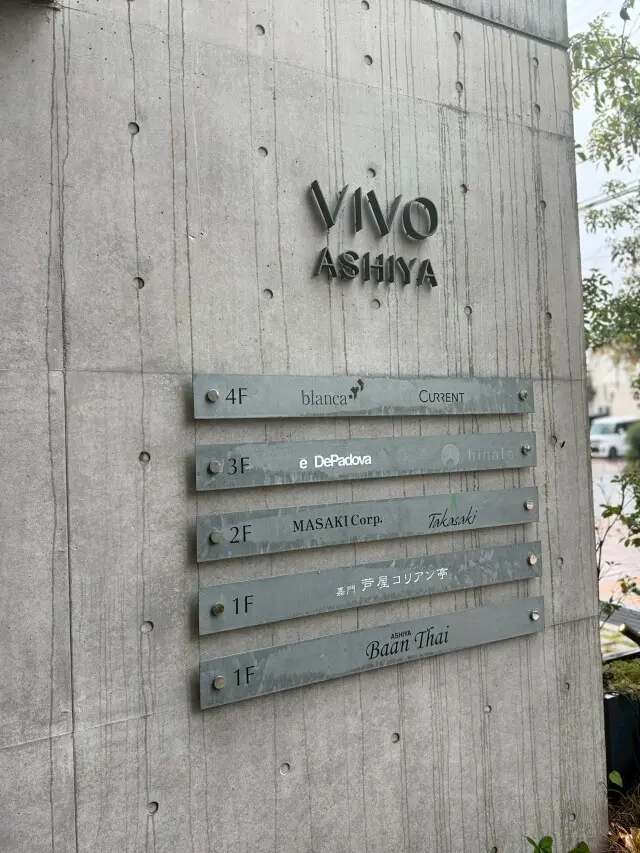 VIVO
ASHIYA
4F blanca CURRENT
3F e DePadova hinata
2F MASAKI Corp. Takasaki
1F 嘉門 芦屋コリアン亭
1F ASHIYA Baan Thai